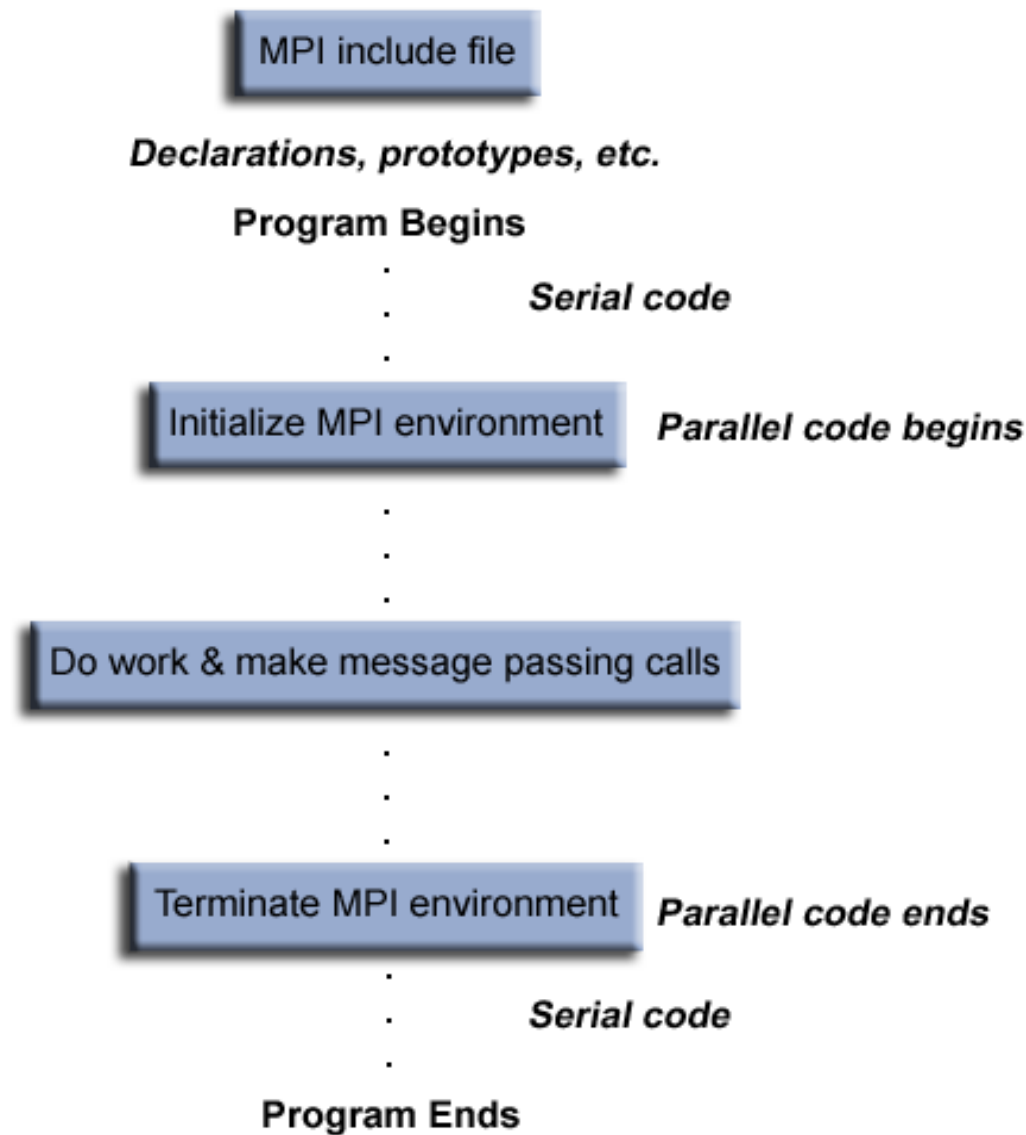 MPI include file
Declarations, prototypes, etc.
Program Begins
.
Serial code
.
.
Initialize MPI environment
Parallel code begins
.
.
.
Do work & make message passing calls
.
.
.
Terminate MPI environment
Parallel code ends
.
Serial code
.
.
Program Ends